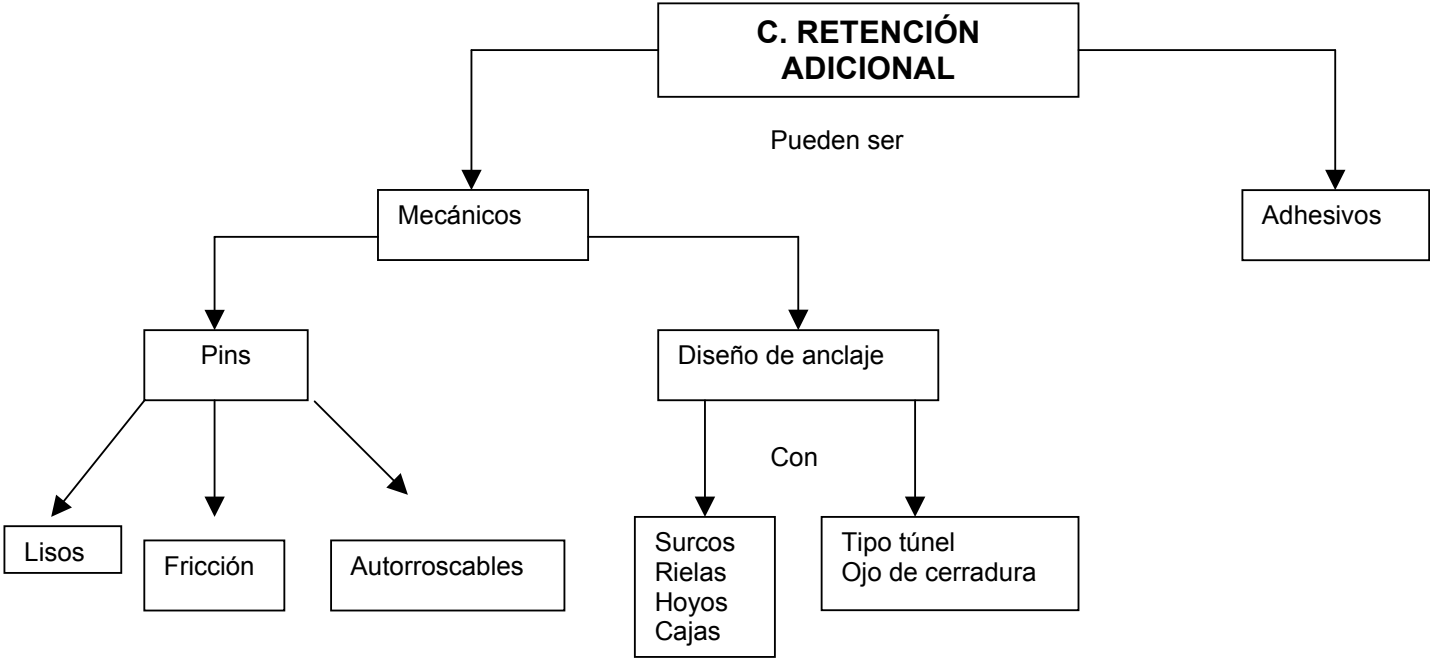 C. RETENCIÓN
ADICIONAL
Pueden ser
Mecánicos
Adhesivos
Pins
Diseño de anclaje
Con
Lisos
Fricción
Autorroscables
Surcos
Rielas
Hoyos
Cajas
Tipo túnel
Ojo de cerradura